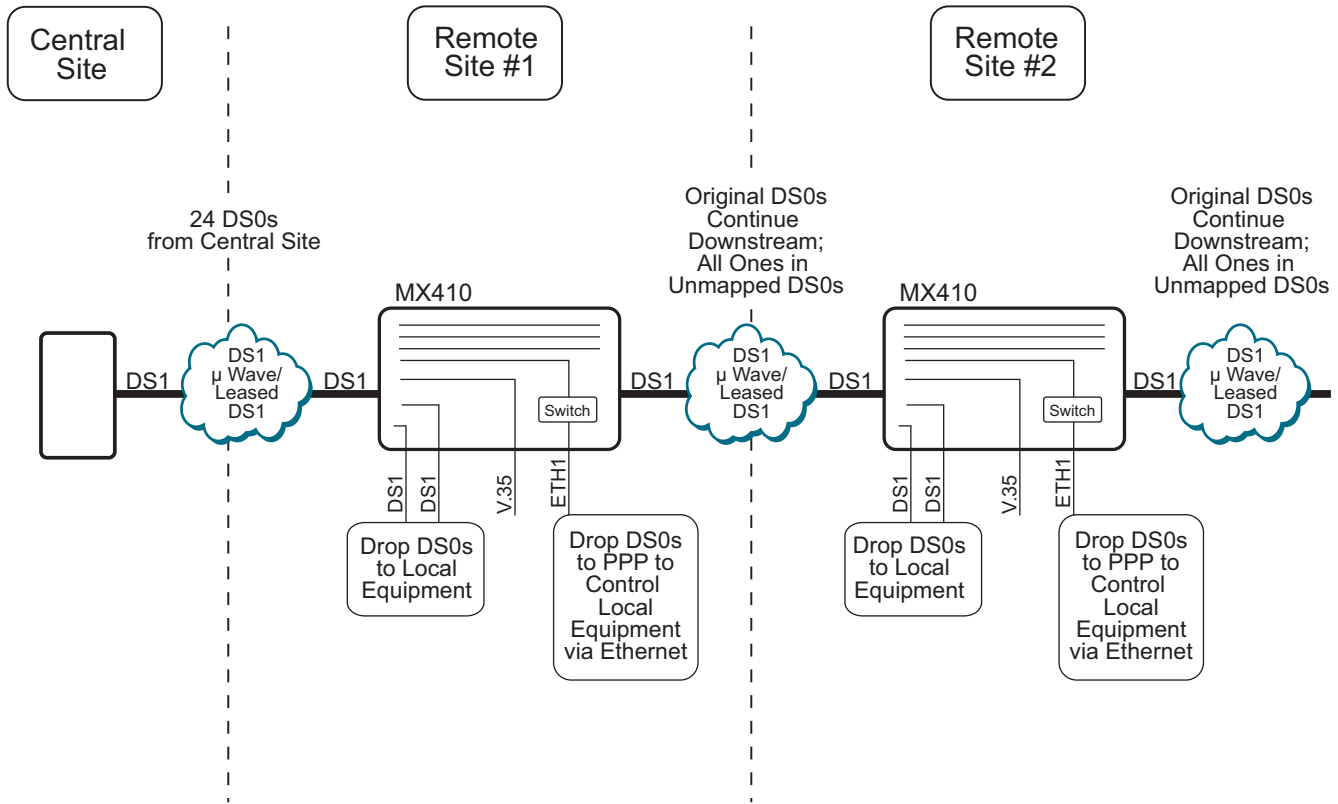 Central
Site
Remote
Site #1
Remote
Site #2
24 DS0s
from Central Site
Original DS0s
Continue
Downstream;
All Ones in
Unmapped DS0s
Original DS0s
Continue
Downstream;
All Ones in
Unmapped DS0s
MX410
MX410
DS1
DS1
µ Wave/
Leased
DS1
DS1
Switch
DS1
DS1
µ Wave/
Leased
DS1
DS1
Switch
DS1
DS1
µ Wave/
Leased
DS1
DS1
DS1
V.35
ETH1
DS1
DS1
V.35
ETH1
Drop DS0s
to Local
Equipment
Drop DS0s
to PPP to
Control
Local
Equipment
via Ethernet
Drop DS0s
to Local
Equipment
Drop DS0s
to PPP to
Control
Local
Equipment
via Ethernet